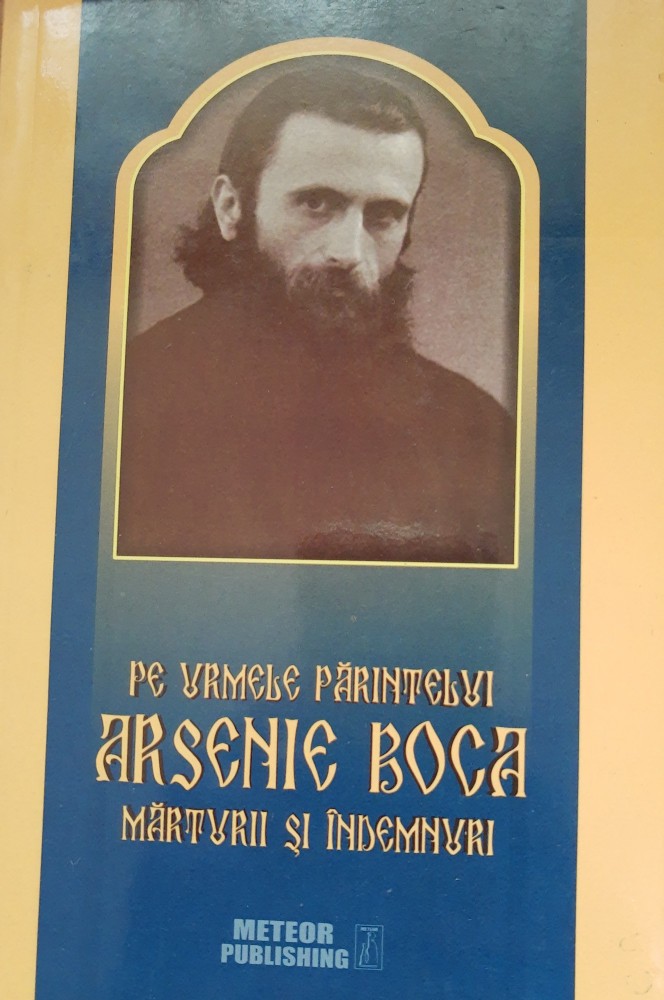 PE URMELE PĂRINTELUI
ARSENIE BOCA
MĂRTURII ȘI ÎNDEMNURI
METEOR
PUBLISHING